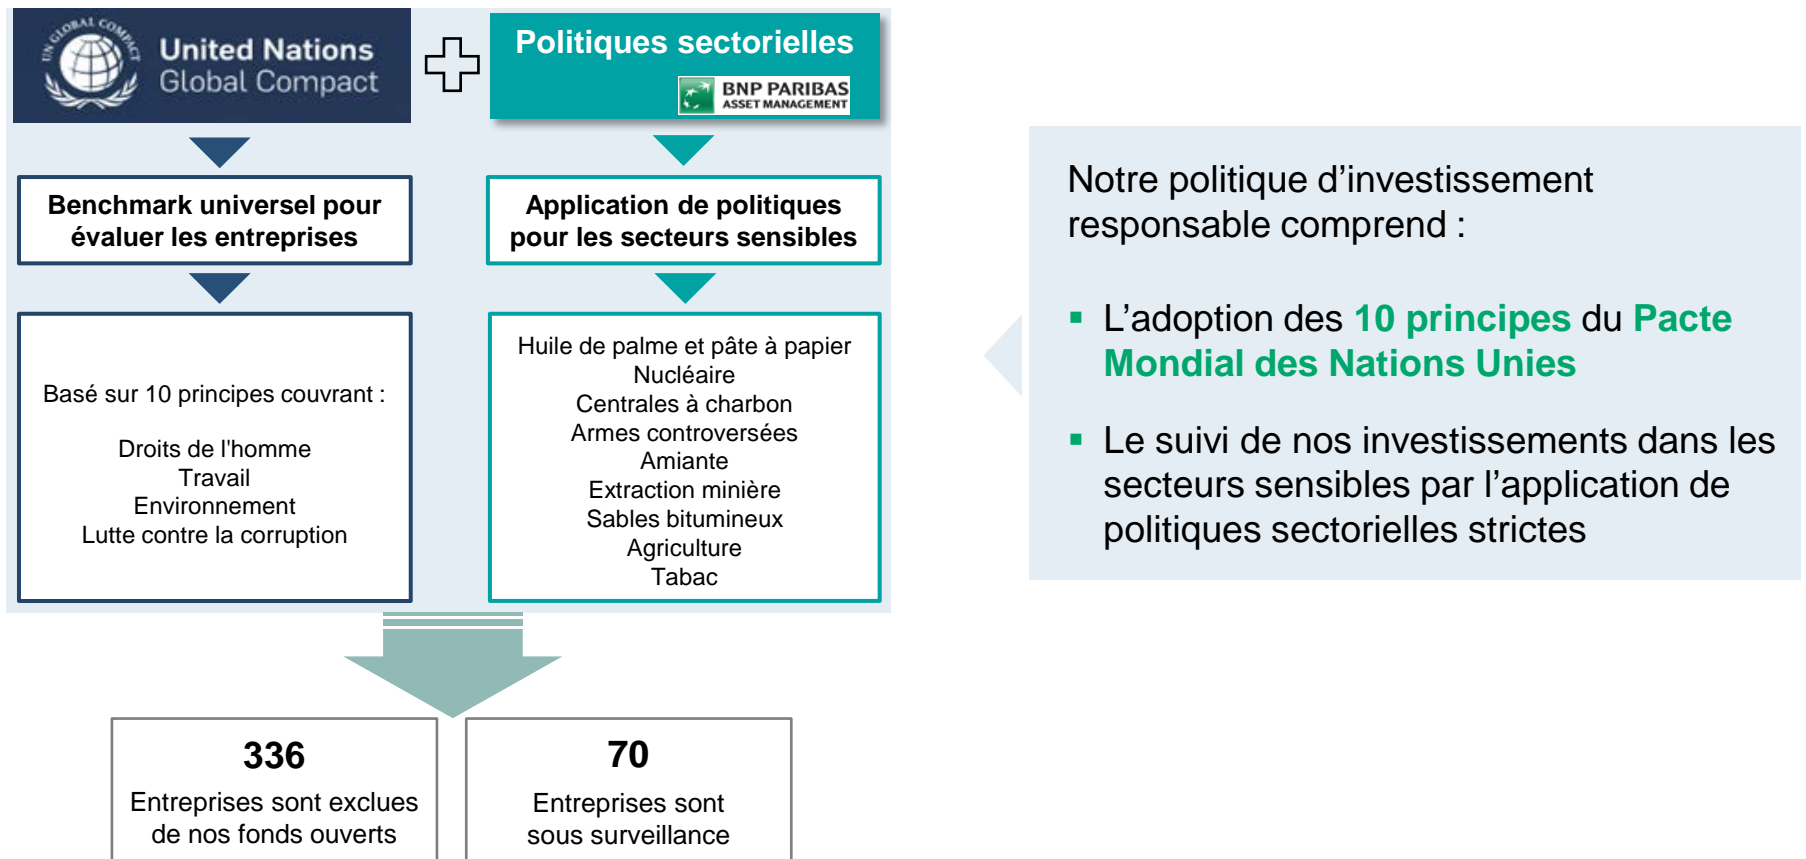 UN GLOBAL COMPACT
United Nations
Global Compact
Politiques sectorielles
BNP PARIBAS
ASSET MANAGEMENT
Benchmark universel pour
évaluer les entreprises
Application de politiques
pour les secteurs sensibles
Basé sur 10 principes couvrant :
Droits de l'homme
Travail
Environnement
Lutte contre la corruption
Huile de palme et pâte à papier
Nucléaire
Centrales à charbon
Armes controversées
Amiante
Extraction minière
Sables bitumineux
Agriculture
Tabac
336
Entreprises sont exclues
de nos fonds ouverts
70
Entreprises sont
sous surveillance
Notre politique d’investissement
responsable comprend :
▪ L’adoption des 10 principes du Pacte
Mondial des Nations Unies
▪ Le suivi de nos investissements dans les
secteurs sensibles par l’application de
politiques sectorielles strictes